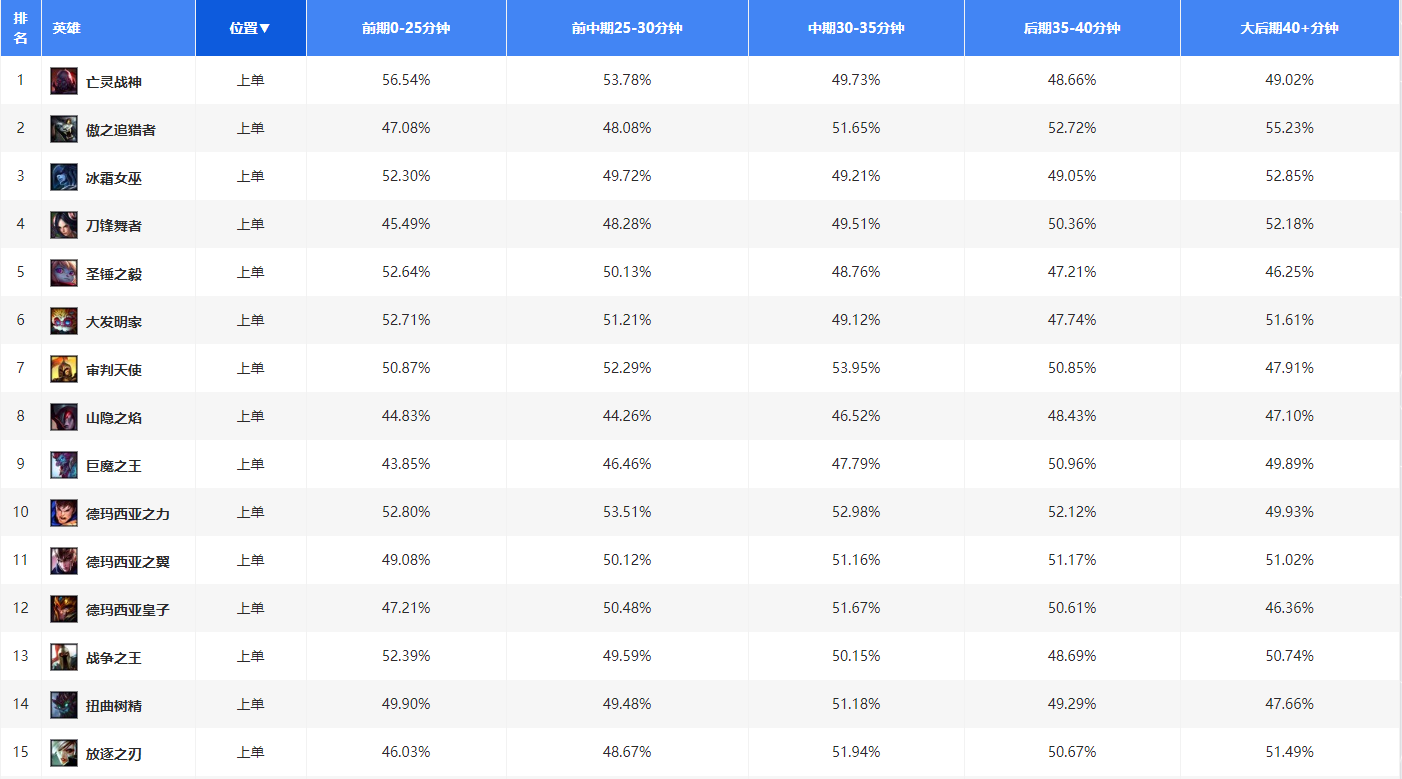 排名 英雄 位置▼ 前期0-25分钟 前中期25-30分钟 中期30-35分钟 后期35-40分钟 大后期40+分钟
1 亡灵战神 上单 56.54% 53.78% 49.73% 48.66% 49.02%
2 傲之追猎者 上单 47.08% 48.08% 51.65% 52.72% 55.23%
3 冰霜女巫 上单 52.30% 49.72% 49.21% 49.05% 52.85%
4 刀锋舞者 上单 45.49% 48.28% 49.51% 50.36% 52.18%
5 圣锤之毅 上单 52.64% 50.13% 48.76% 47.21% 46.25%
6 大发明家 上单 52.71% 51.21% 49.12% 47.74% 51.61%
7 审判天使 上单 50.87% 52.29% 53.95% 50.85% 47.91%
8 山隐之焰 上单 44.83% 44.26% 46.52% 48.43% 47.10%
9 巨魔之王 上单 43.85% 46.46% 47.79% 50.96% 49.89%
10 德玛西亚之力 上单 52.80% 53.51% 52.98% 52.12% 49.93%
11 德玛西亚之翼 上单 49.08% 50.12% 51.16% 51.17% 51.02%
12 德玛西亚皇子 上单 47.21% 50.48% 51.67% 50.61% 46.36%
13 战争之王 上单 52.39% 49.59% 50.15% 48.69% 50.74%
14 扭曲树精 上单 49.90% 49.48% 51.18% 49.29% 47.66%
15 放逐之刃 上单 46.03% 48.67% 51.94% 50.67% 51.49%